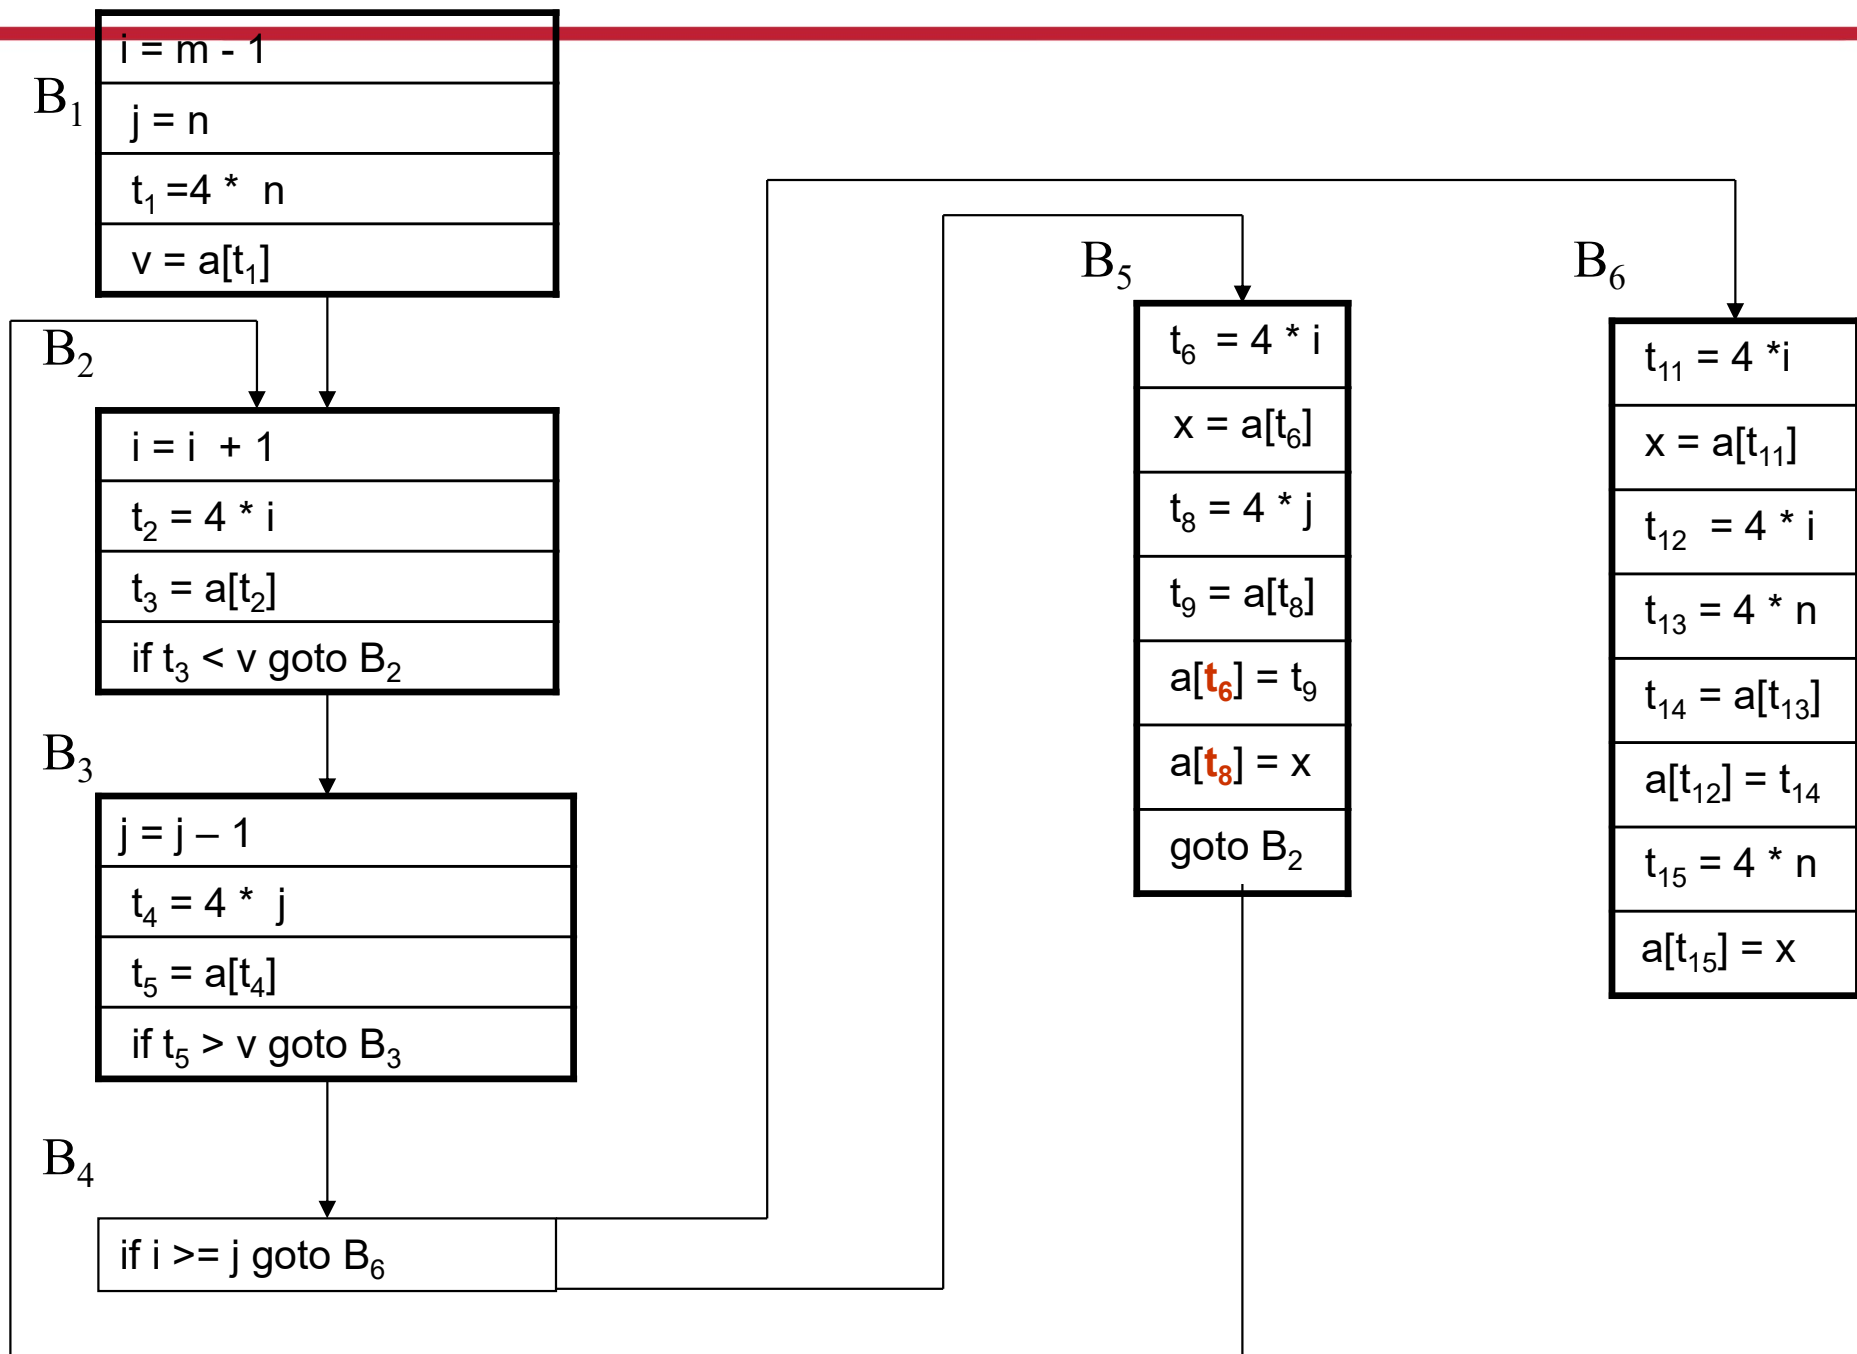 B₁
i = m - 1
j = n
t₁ =4 * n
v = a[t₁]
B₂
i = i + 1
t₂ = 4 * i
t₃ = a[t₂]
if t₃ < v goto B₂
B₃
j = j – 1
t₄ = 4 * j
t₅ = a[t₄]
if t₅ > v goto B₃
B₄
if i >= j goto B₆
B₅
t₆ = 4 * i
x = a[t₆]
t₈ = 4 * j
t₉ = a[t₈]
a[t₆] = t₉
a[t₈] = x
goto B₂
B₆
t₁₁ = 4 *i
x = a[t₁₁]
t₁₂ = 4 * i
t₁₃ = 4 * n
t₁₄ = a[t₁₃]
a[t₁₂] = t₁₄
t₁₅ = 4 * n
a[t₁₅] = x